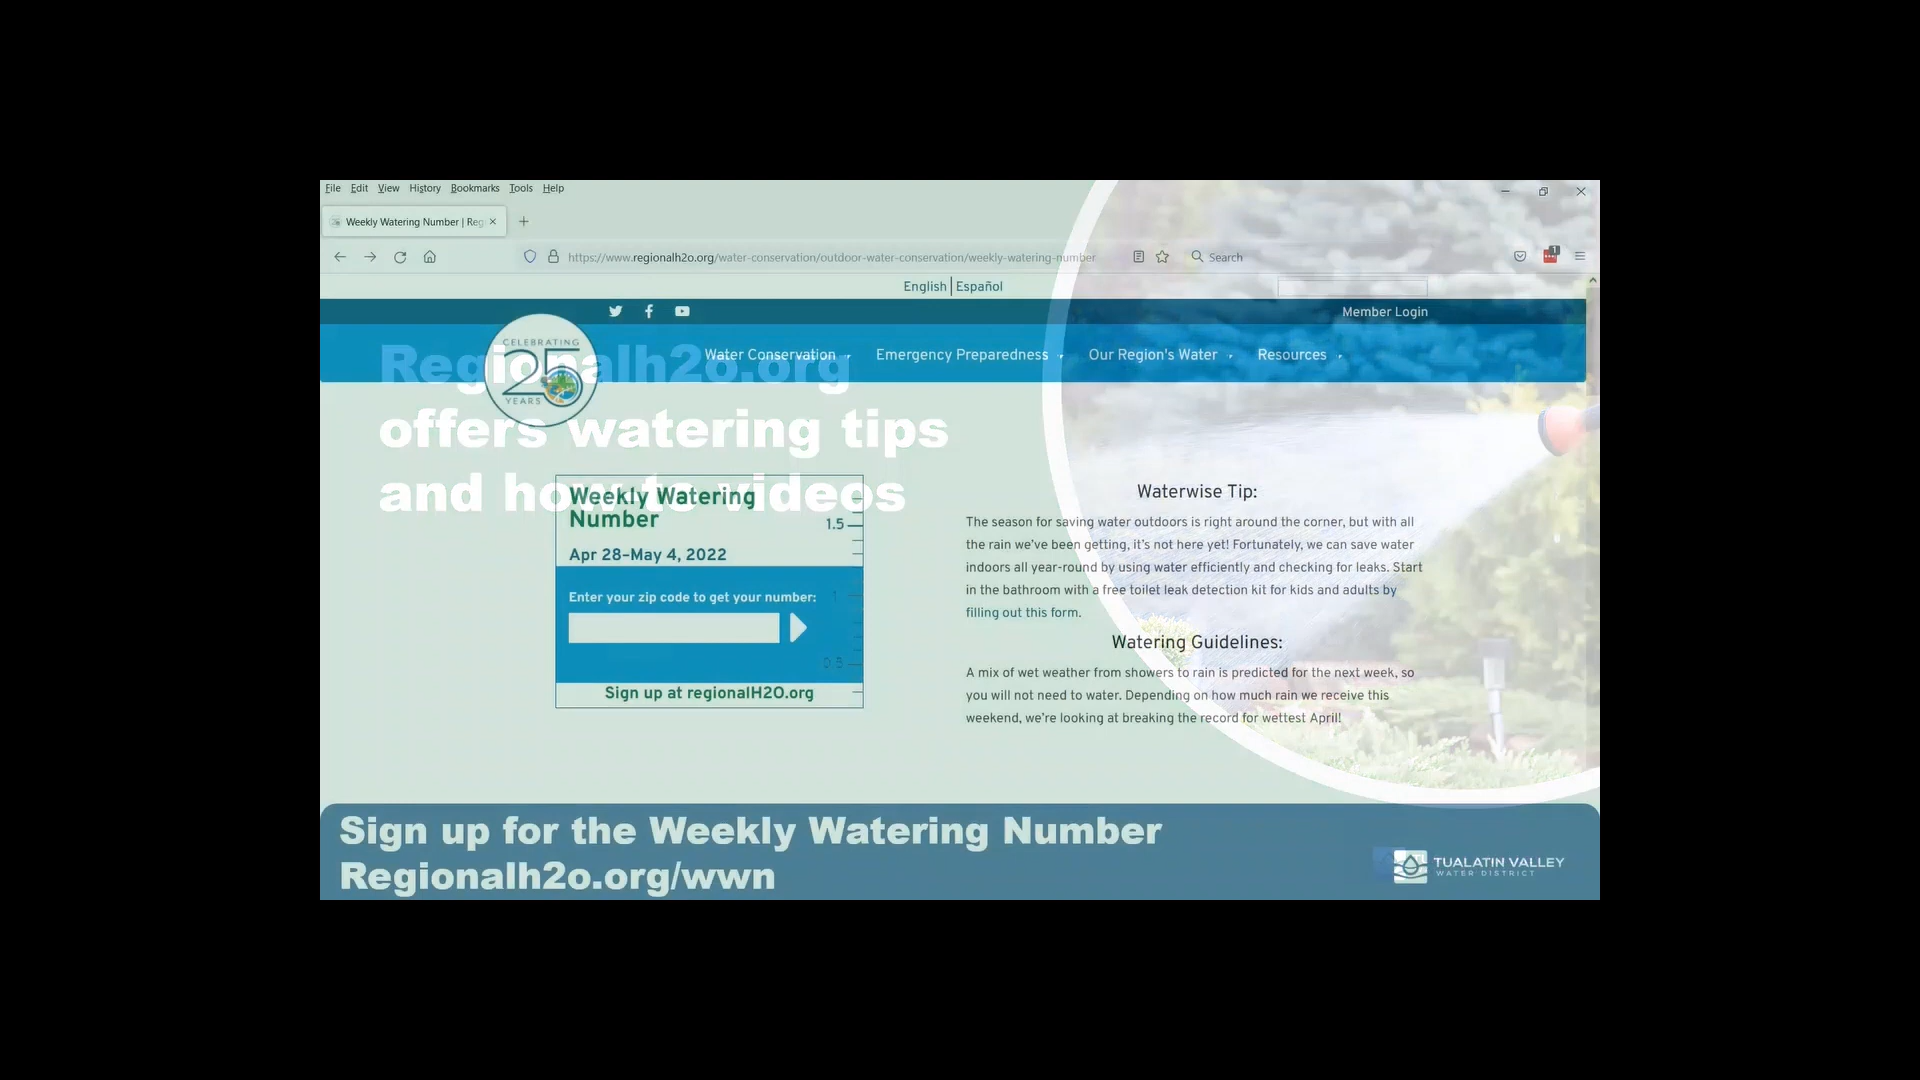 File Edit View History Bookmarks Tools Help
Weekly Watering Number | Reg
https://www.regionalh2o.org/water-conservation/outdoor-water-conservation/weekly-watering-number
Search
1
English | Español
Member Login
CELEBRATING
25
YEARS
Water Conservation
Emergency Preparedness
Our Region's Water
Resources
Regionalh2o.org
offers watering tips
and how to videos
Weekly Watering
Number
1.5
Apr 28-May 4, 2022
Enter your zip code to get your number:
1
0.5
Sign up at regionalH2O.org
Waterwise Tip:
The season for saving water outdoors is right around the corner, but with all
the rain we've been getting, it's not here yet! Fortunately, we can save water
indoors all year-round by using water efficiently and checking for leaks. Start
in the bathroom with a free toilet leak detection kit for kids and adults by
filling out this form.
Watering Guidelines:
A mix of wet weather from showers to rain is predicted for the next week, so
you will not need to water. Depending on how much rain we receive this
weekend, we're looking at breaking the record for wettest April!
Sign up for the Weekly Watering Number
Regionalh2o.org/wwn
TUALATIN VALLEY
WATER DISTRICT